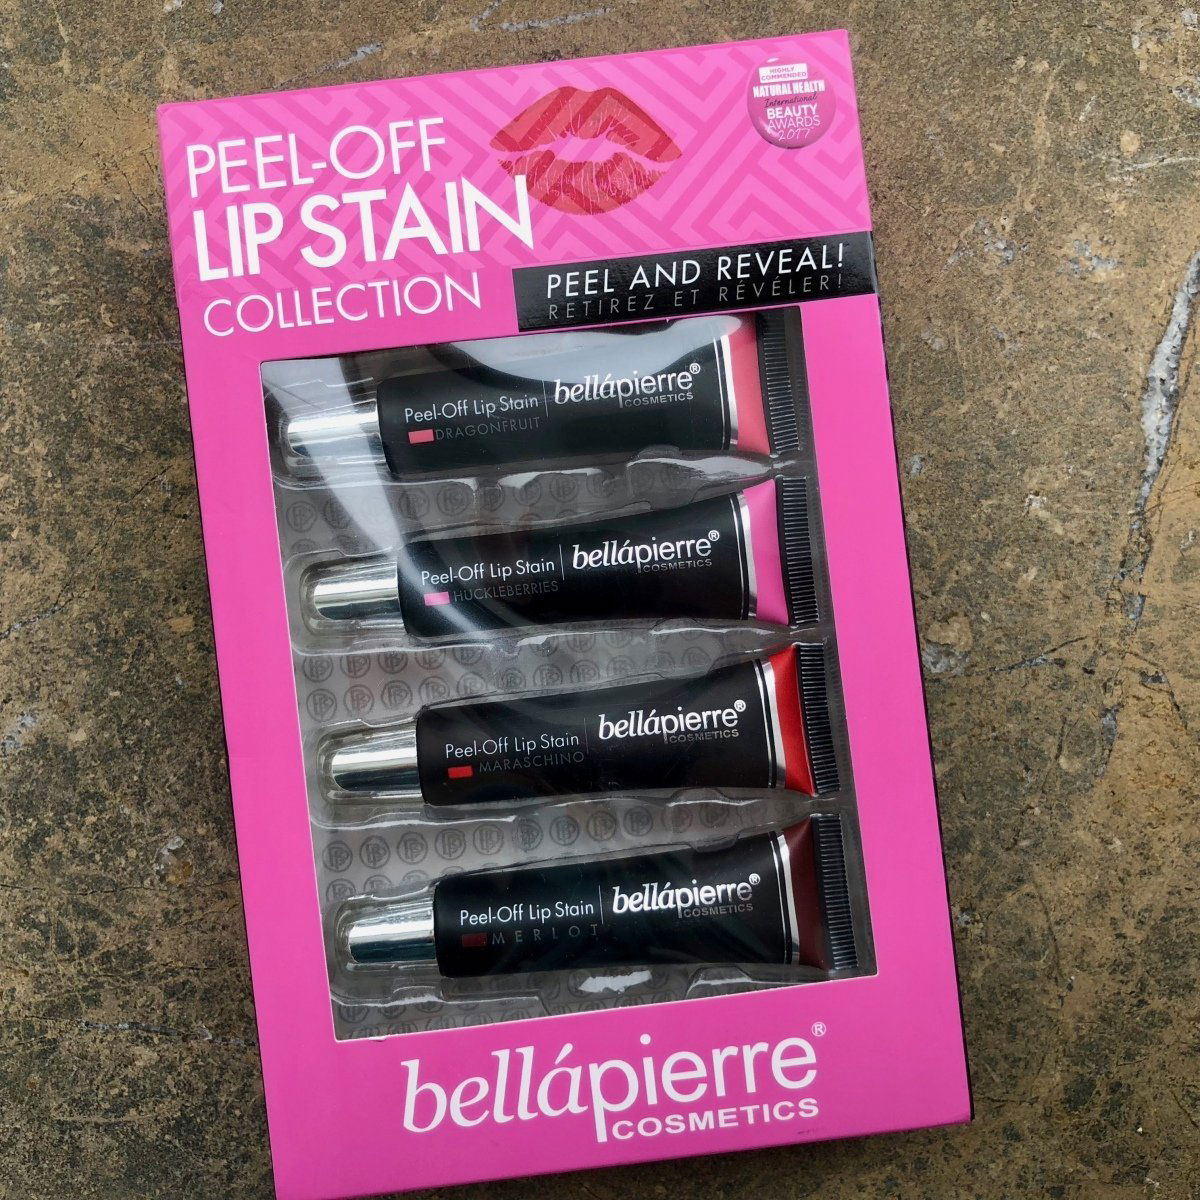 PEEL-OFF
LIP STAIN
COLLECTION
HIGHLY
COMMENDED
NATURAL HEALTH
International
BEAUTY
AWARDS
2017
PEEL AND REVEAL!
RETIREZ ET RÉVÉLER!
Peel-Off Lip Stain | bellápierre®
COSMETICS
DRAGONFRUIT
Peel-Off Lip Stain | bellápierre®
COSMETICS
HUCKLEBERRIES
Peel-Off Lip Stain | bellápierre®
COSMETICS
MARASCHINO
Peel-Off Lip Stain | bellápierre®
COSMETICS
MERLOT
bellápierre®
COSMETICS